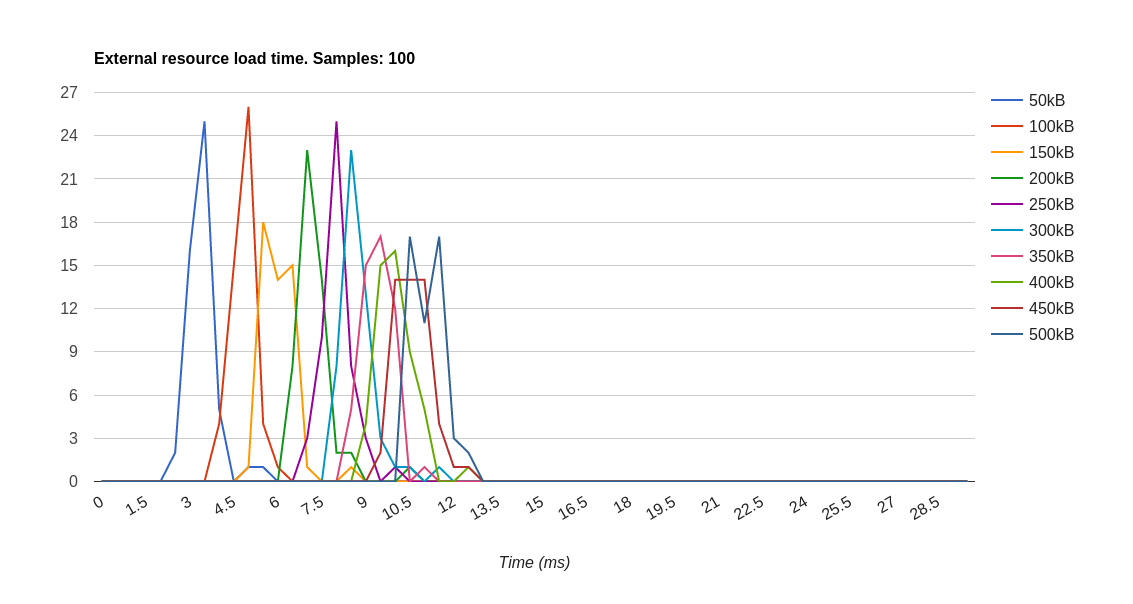 External resource load time. Samples: 100
27
24
21
18
15
12
9
6
3
0
0 1.5 3 4.5 6 7.5 9 10.5 12 13.5 15 16.5 18 19.5 21 22.5 24 25.5 27 28.5
Time (ms)
50kB
100kB
150kB
200kB
250kB
300kB
350kB
400kB
450kB
500kB